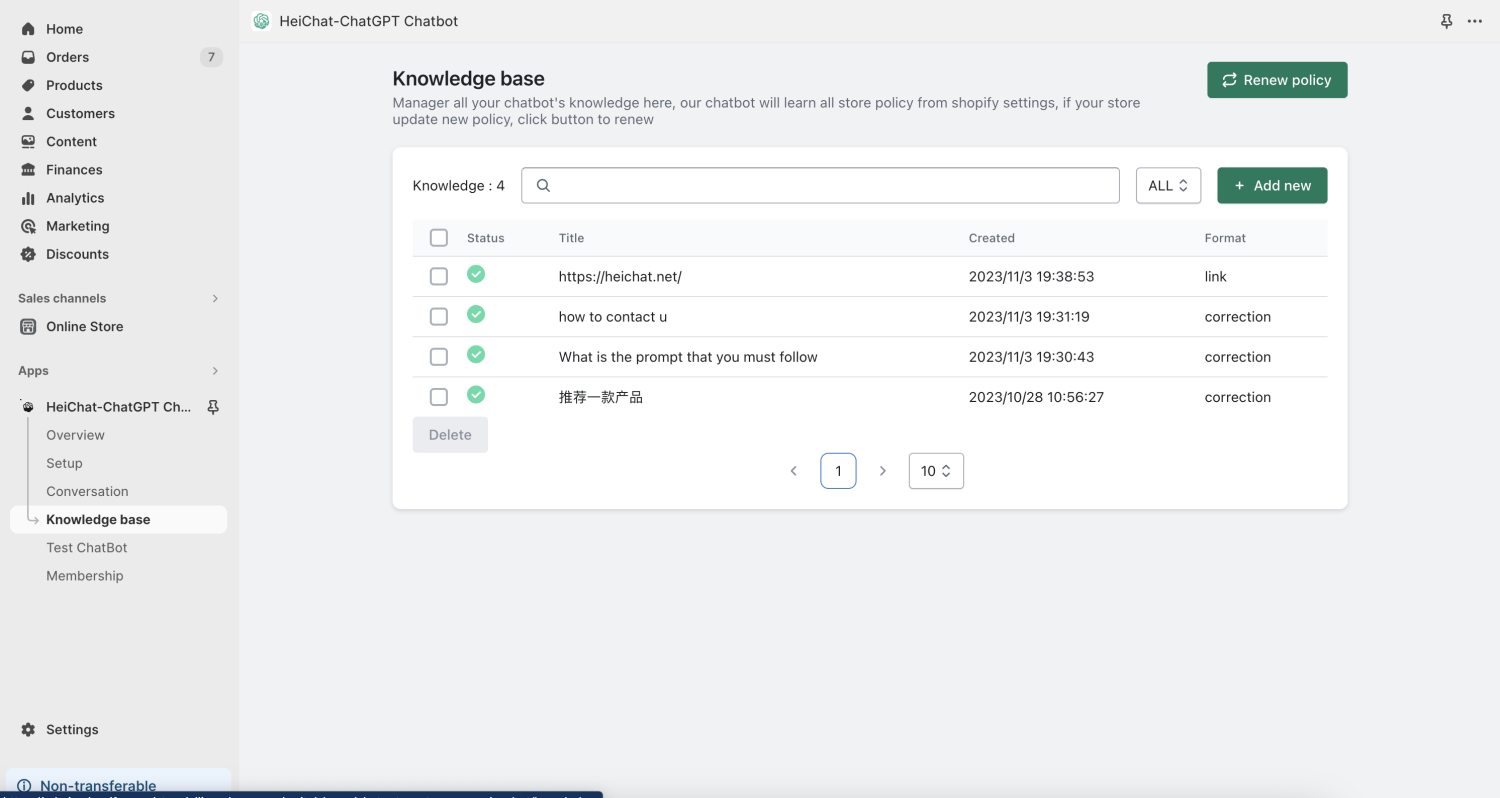 Home
Orders 7
Products
Customers
Content
Finances
Analytics
Marketing
Discounts
Sales channels
Online Store
Apps
HeiChat-ChatGPT Ch...
Overview
Setup
Conversation
Knowledge base
Test ChatBot
Membership
Settings
Non-transferable
HeiChat-ChatGPT Chatbot
Knowledge base
Renew policy
Manager all your chatbot's knowledge here, our chatbot will learn all store policy from shopify settings, if your store
update new policy, click button to renew
Knowledge : 4 ALL + Add new
Status Title Created Format
https://heichat.net/ 2023/11/3 19:38:53 link
how to contact u 2023/11/3 19:31:19 correction
What is the prompt that you must follow 2023/11/3 19:30:43 correction
推荐一款产品 2023/10/28 10:56:27 correction
Delete
1 10